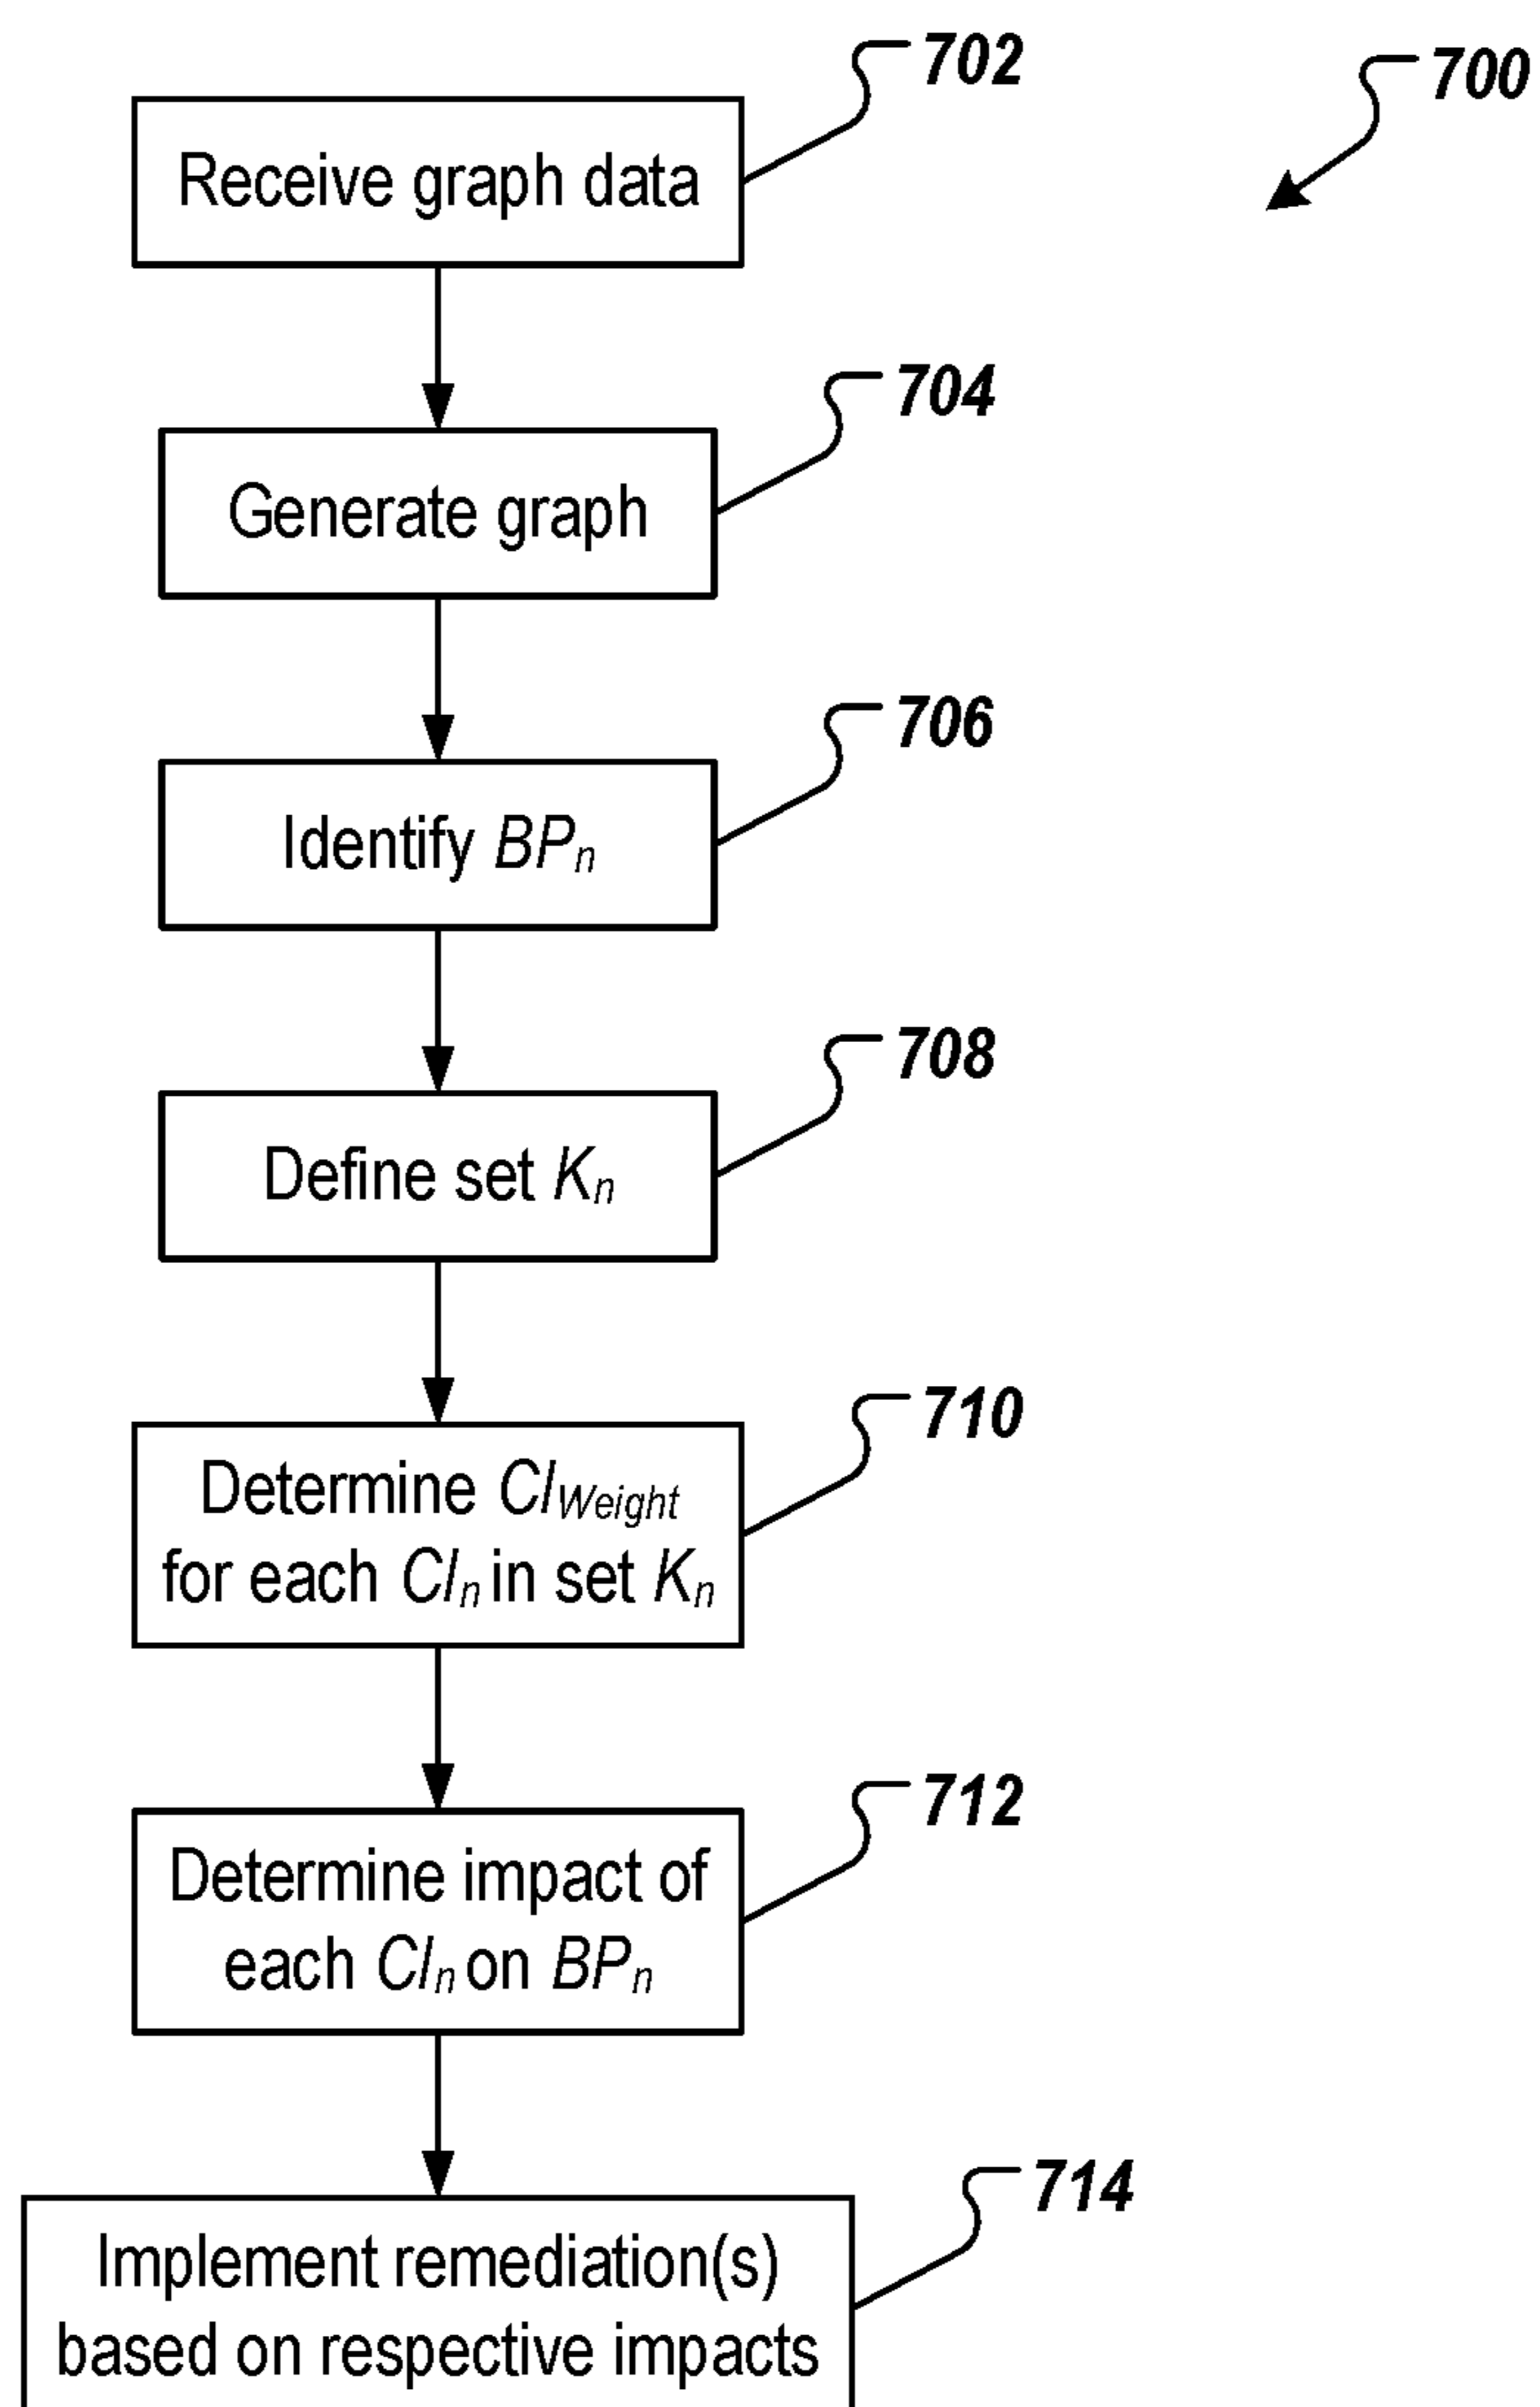 702
700
Receive graph data
704
Generate graph
706
Identify BPn
708
Define set Kn
710
Determine CIWeight
for each CIn in set Kn
712
Determine impact of
each CIn on BPn
714
Implement remediation(s)
based on respective impacts